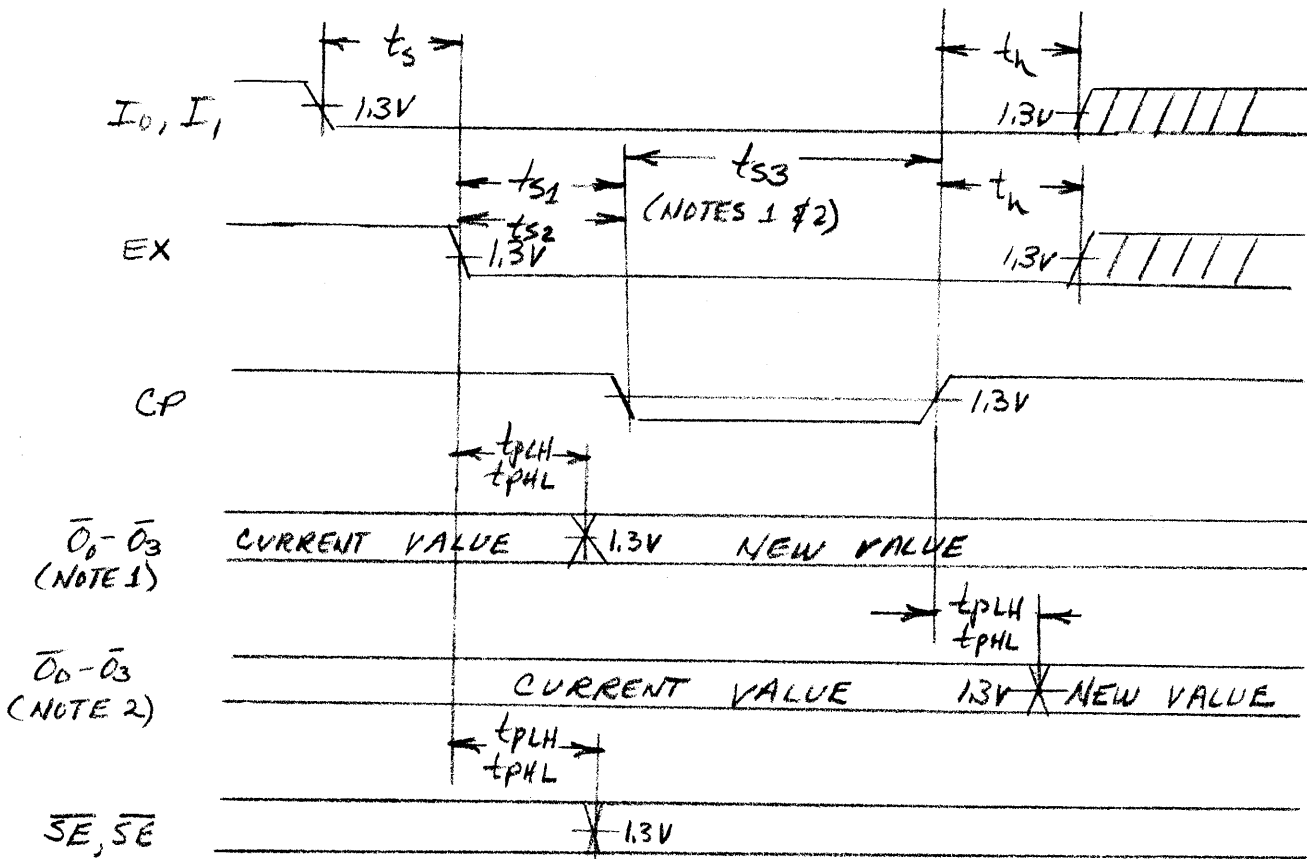 ts
th
I0, I1
1.3V
1.3V
tS1
tS3
th
tS2
(NOTES 1 & 2)
EX
1.3V
1.3V
CP
1.3V
tPLH
tPHL
Ō0-Ō3
CURRENT VALUE
1.3V
NEW VALUE
(NOTE 1)
tPLH
tPHL
Ō0-Ō3
CURRENT VALUE
1.3V
NEW VALUE
(NOTE 2)
tPLH
tPHL
S̅E̅, S̅E̅
1.3V